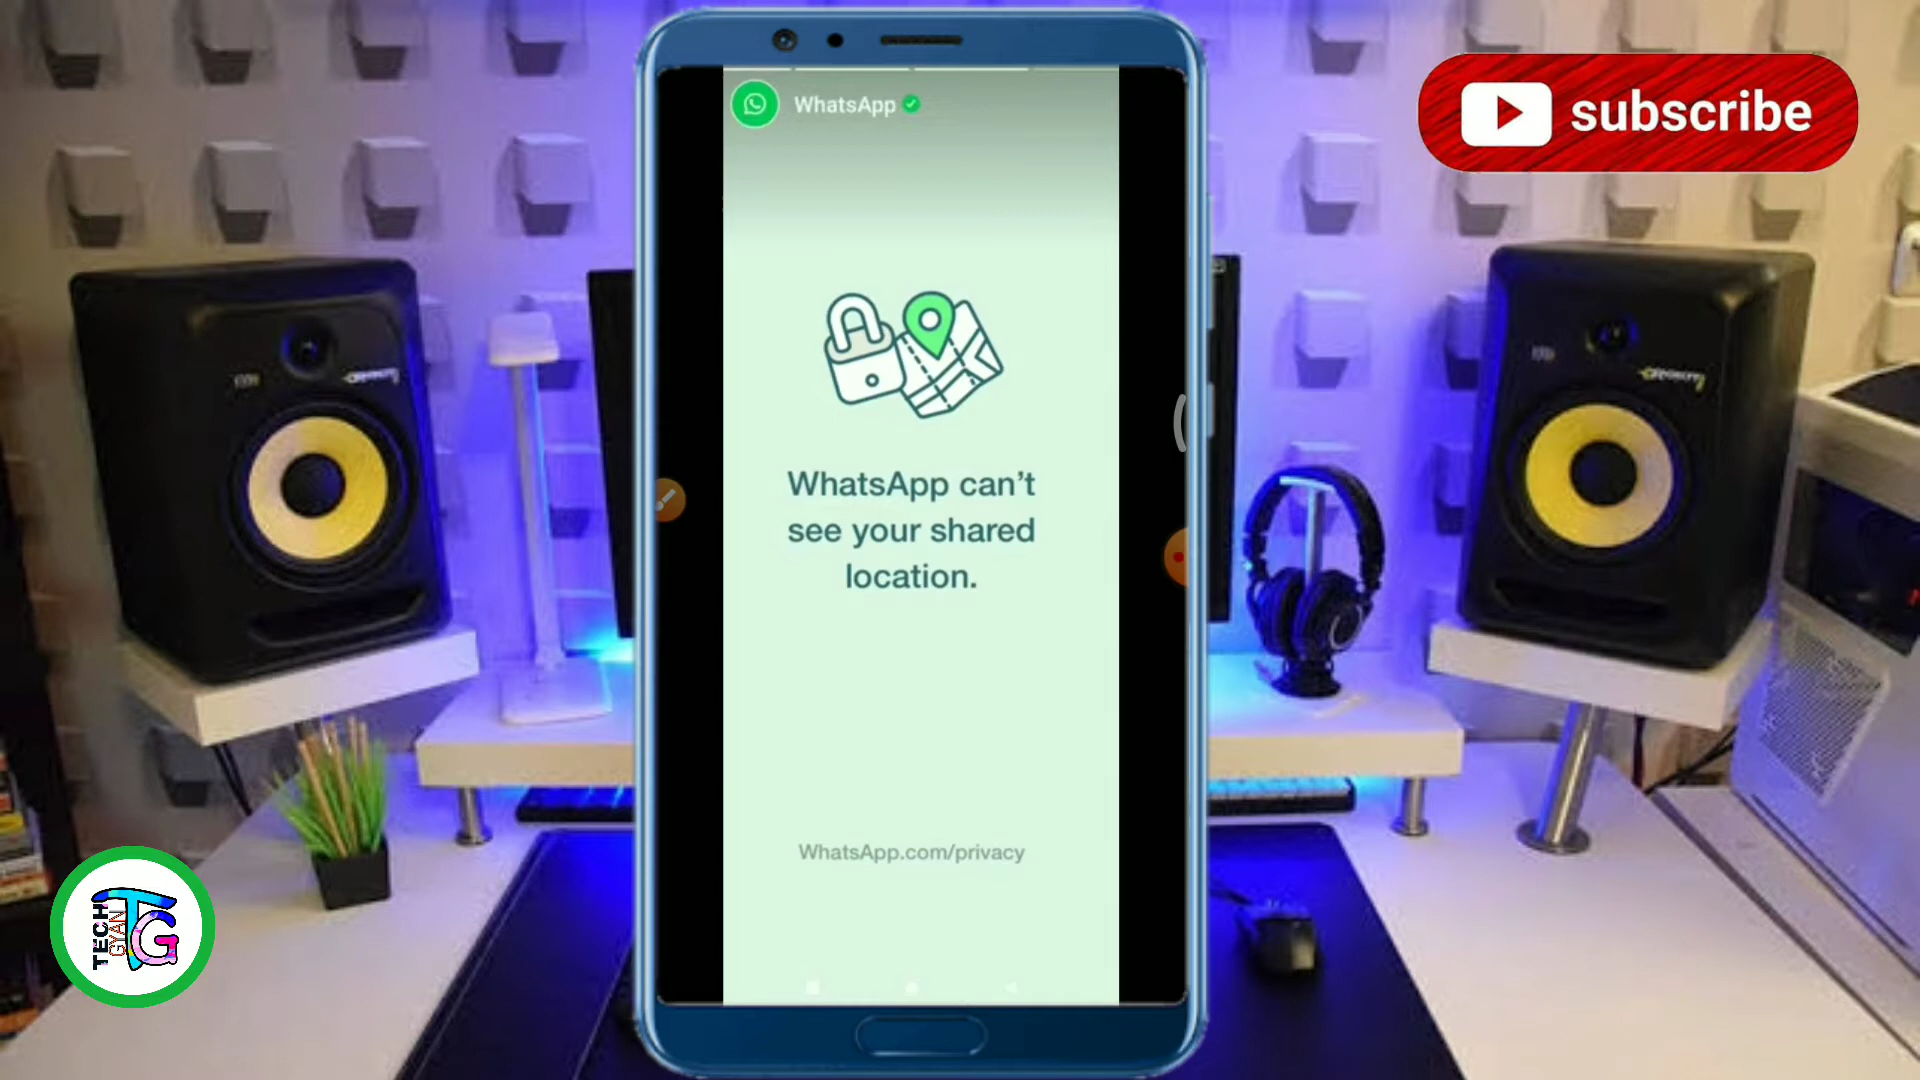 WhatsApp
subscribe
WhatsApp can’t
see your shared
location.
WhatsApp.com/privacy
TECH
GYAN
TG